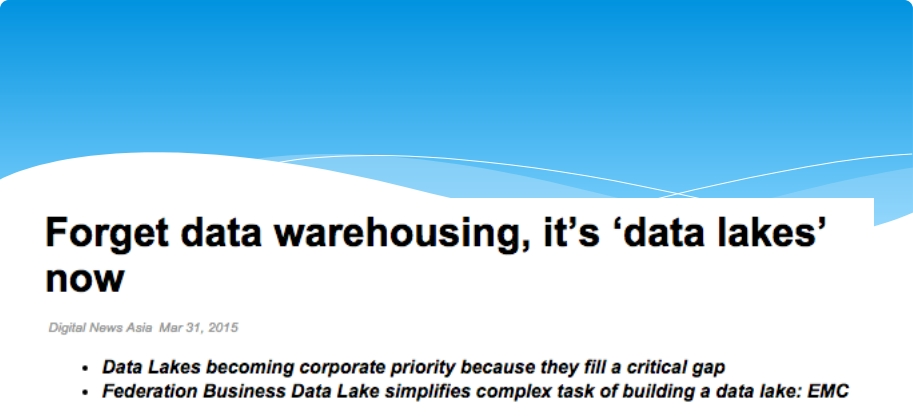 Forget data warehousing, it’s ‘data lakes’
now
Digital News Asia Mar 31, 2015
• Data Lakes becoming corporate priority because they fill a critical gap
• Federation Business Data Lake simplifies complex task of building a data lake: EMC